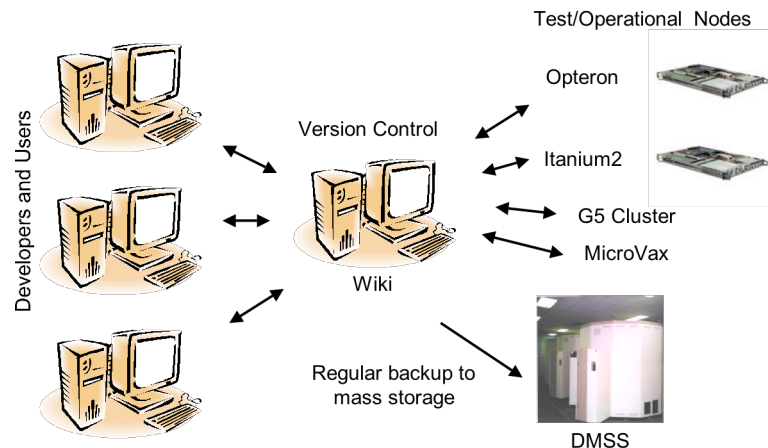 Test/Operational Nodes
Opteron
Version Control
Itanium2
Developers and Users
G5 Cluster
MicroVax
Wiki
Regular backup to
mass storage
DMSS